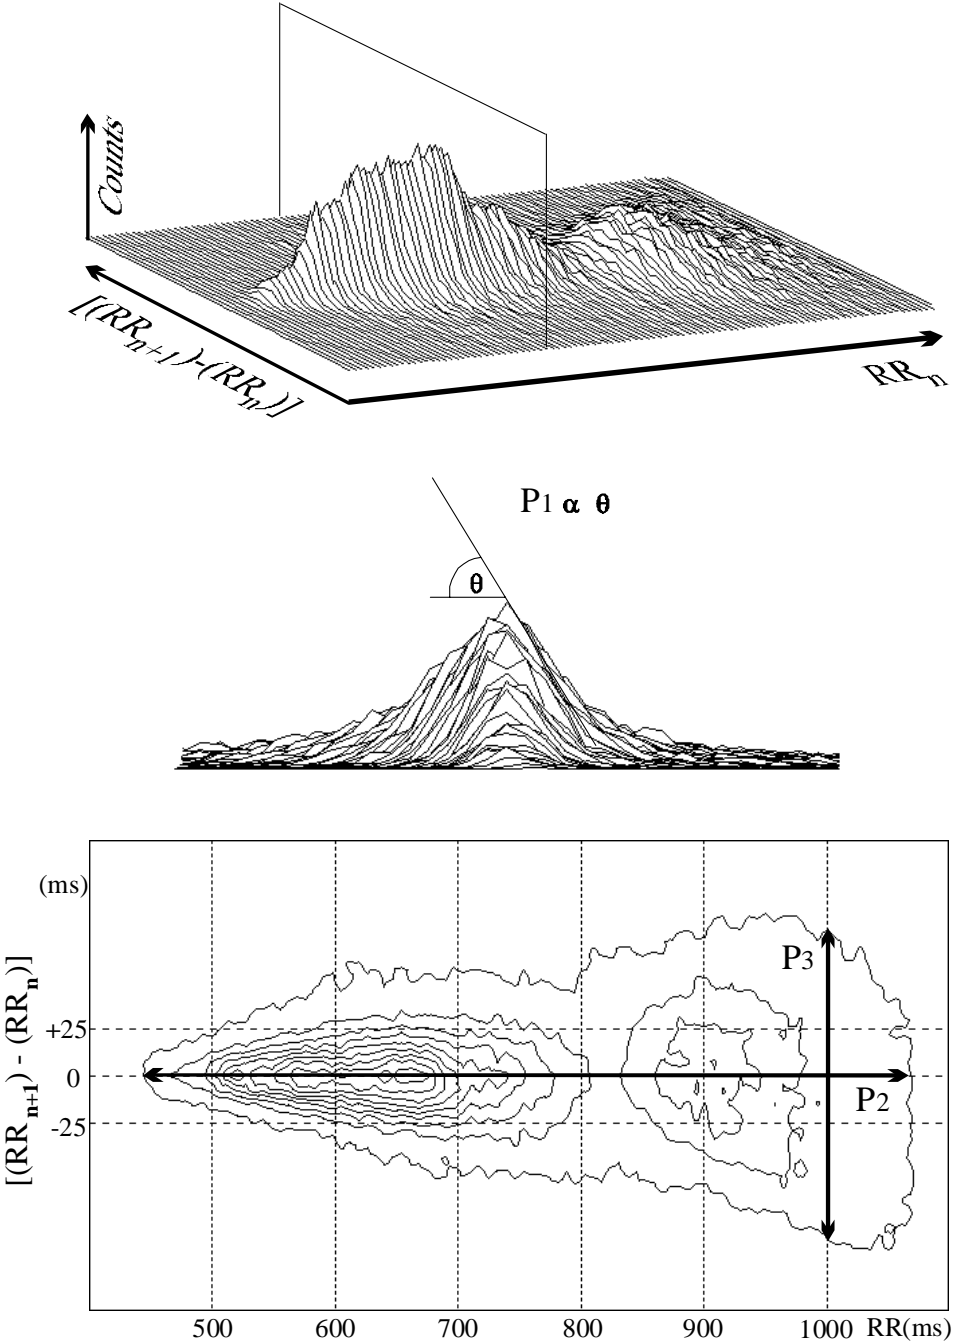 Counts
[(RRn+1)-(RRn)]
RRn
P1 α θ
θ
(ms)
P3
+25
0
P2
-25
[(RRn+1) - (RRn)]
500 600 700 800 900 1000 RR(ms)